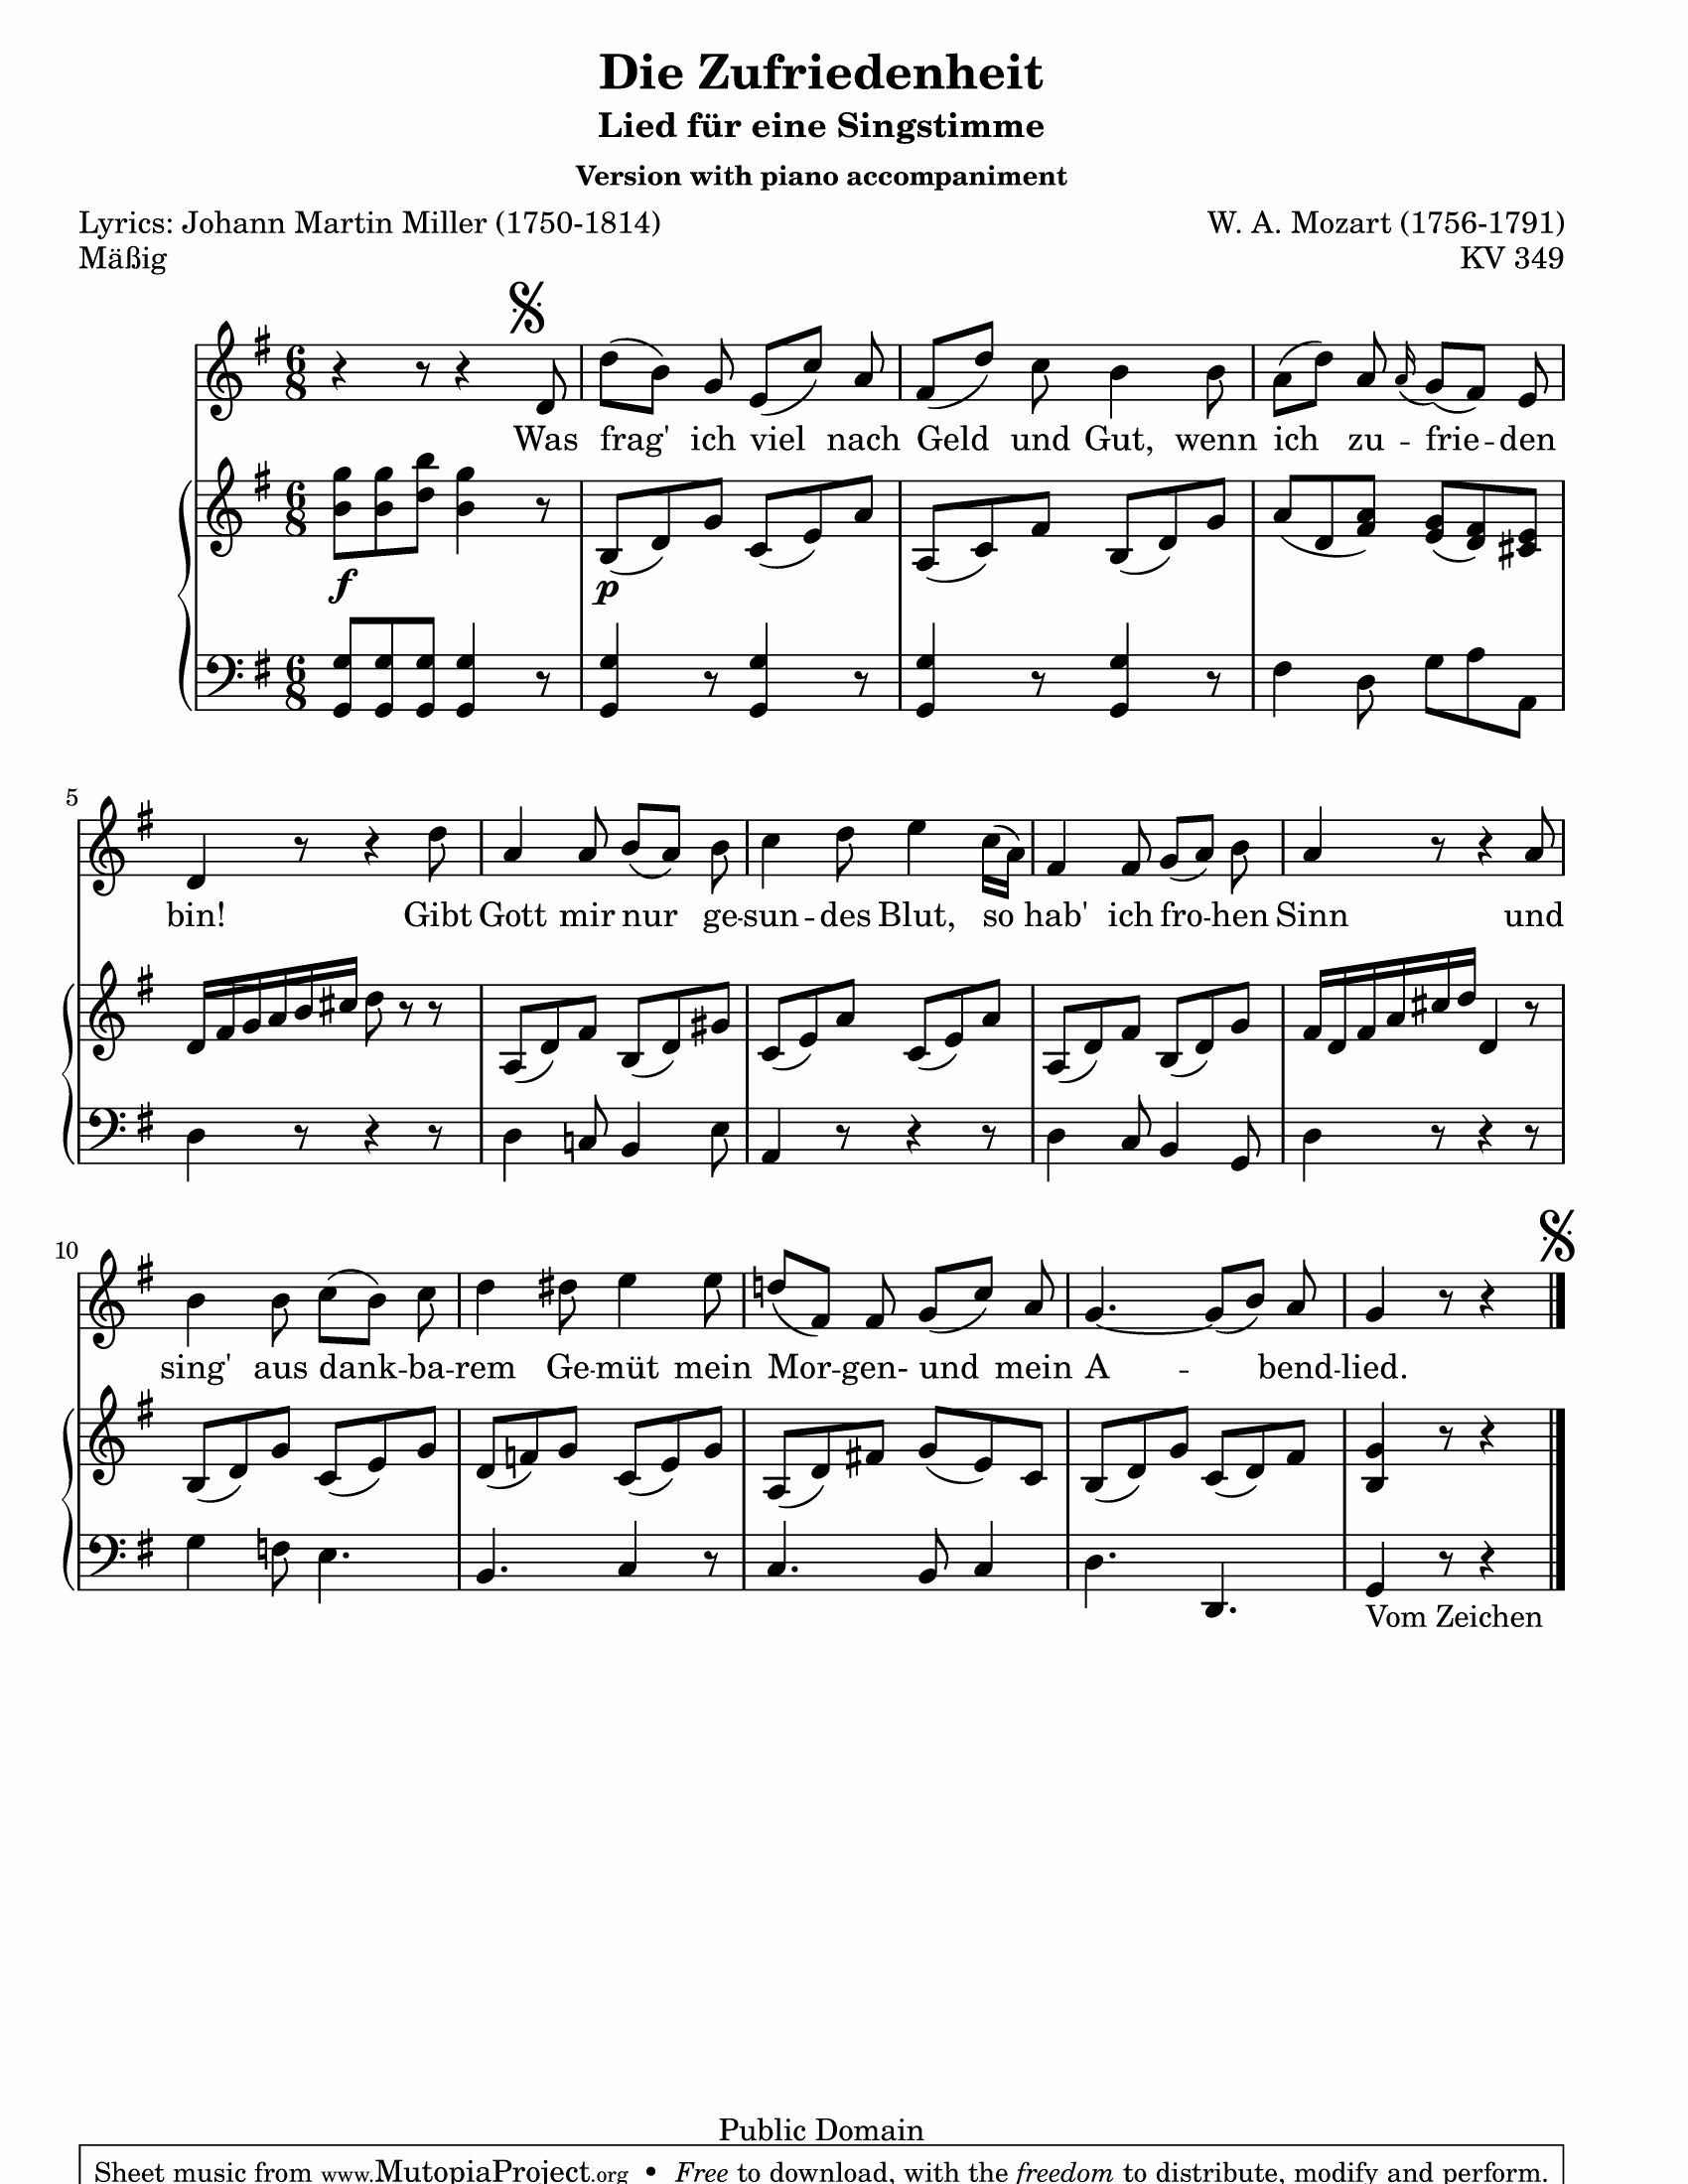 Die Zufriedenheit
Lied für eine Singstimme
Version with piano accompaniment
Lyrics: Johann Martin Miller (1750-1814) W. A. Mozart (1756-1791)
Mäßig KV 349
6 8
Was frag' ich viel nach Geld und Gut, wenn ich zu -- frie -- den
6 8
f p
6 8
5
bin! Gibt Gott mir nur ge -- sun -- des Blut, so hab' ich fro -- hen Sinn und
10
sing' aus dank -- ba -- rem Ge -- müt mein Mor -- gen- und mein A -- bend -- lied.
Vom Zeichen
Public Domain
Sheet music from www.MutopiaProject.org • Free to download, with the freedom to distribute, modify and perform.